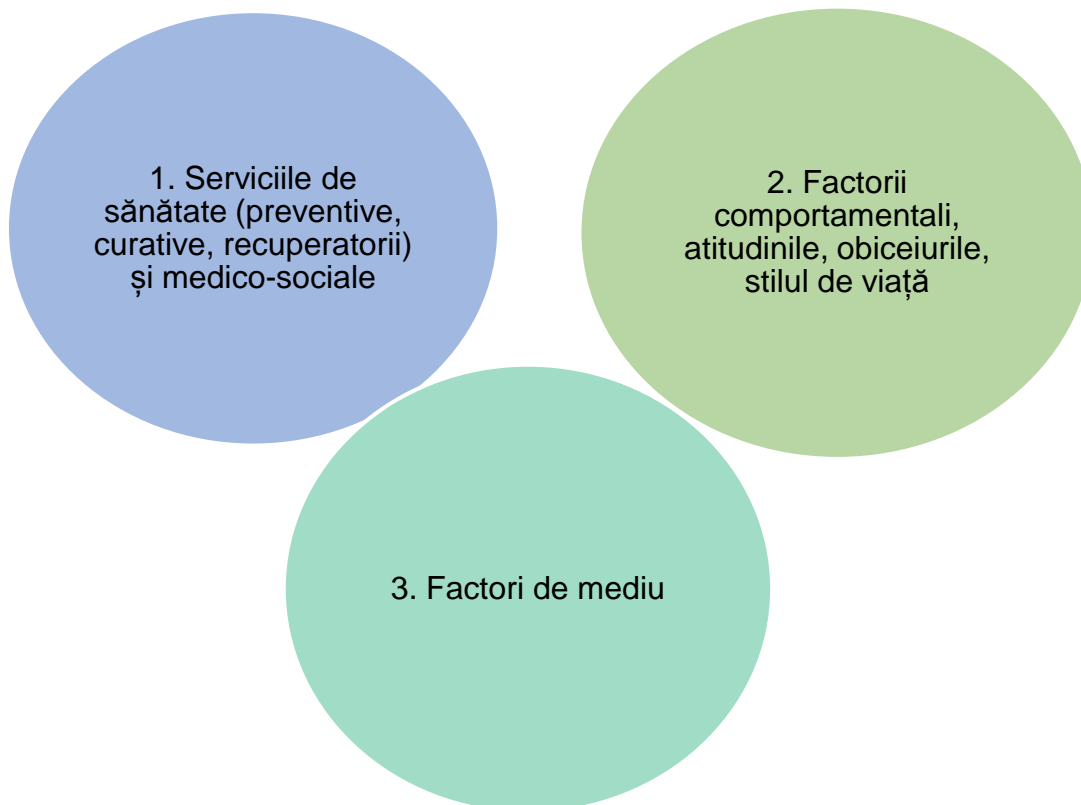 1. Serviciile de
sănătate (preventive,
curative, recuperatorii)
și medico-sociale
2. Factorii
comportamentali,
atitudinile, obiceiurile,
stilul de viață
3. Factori de mediu